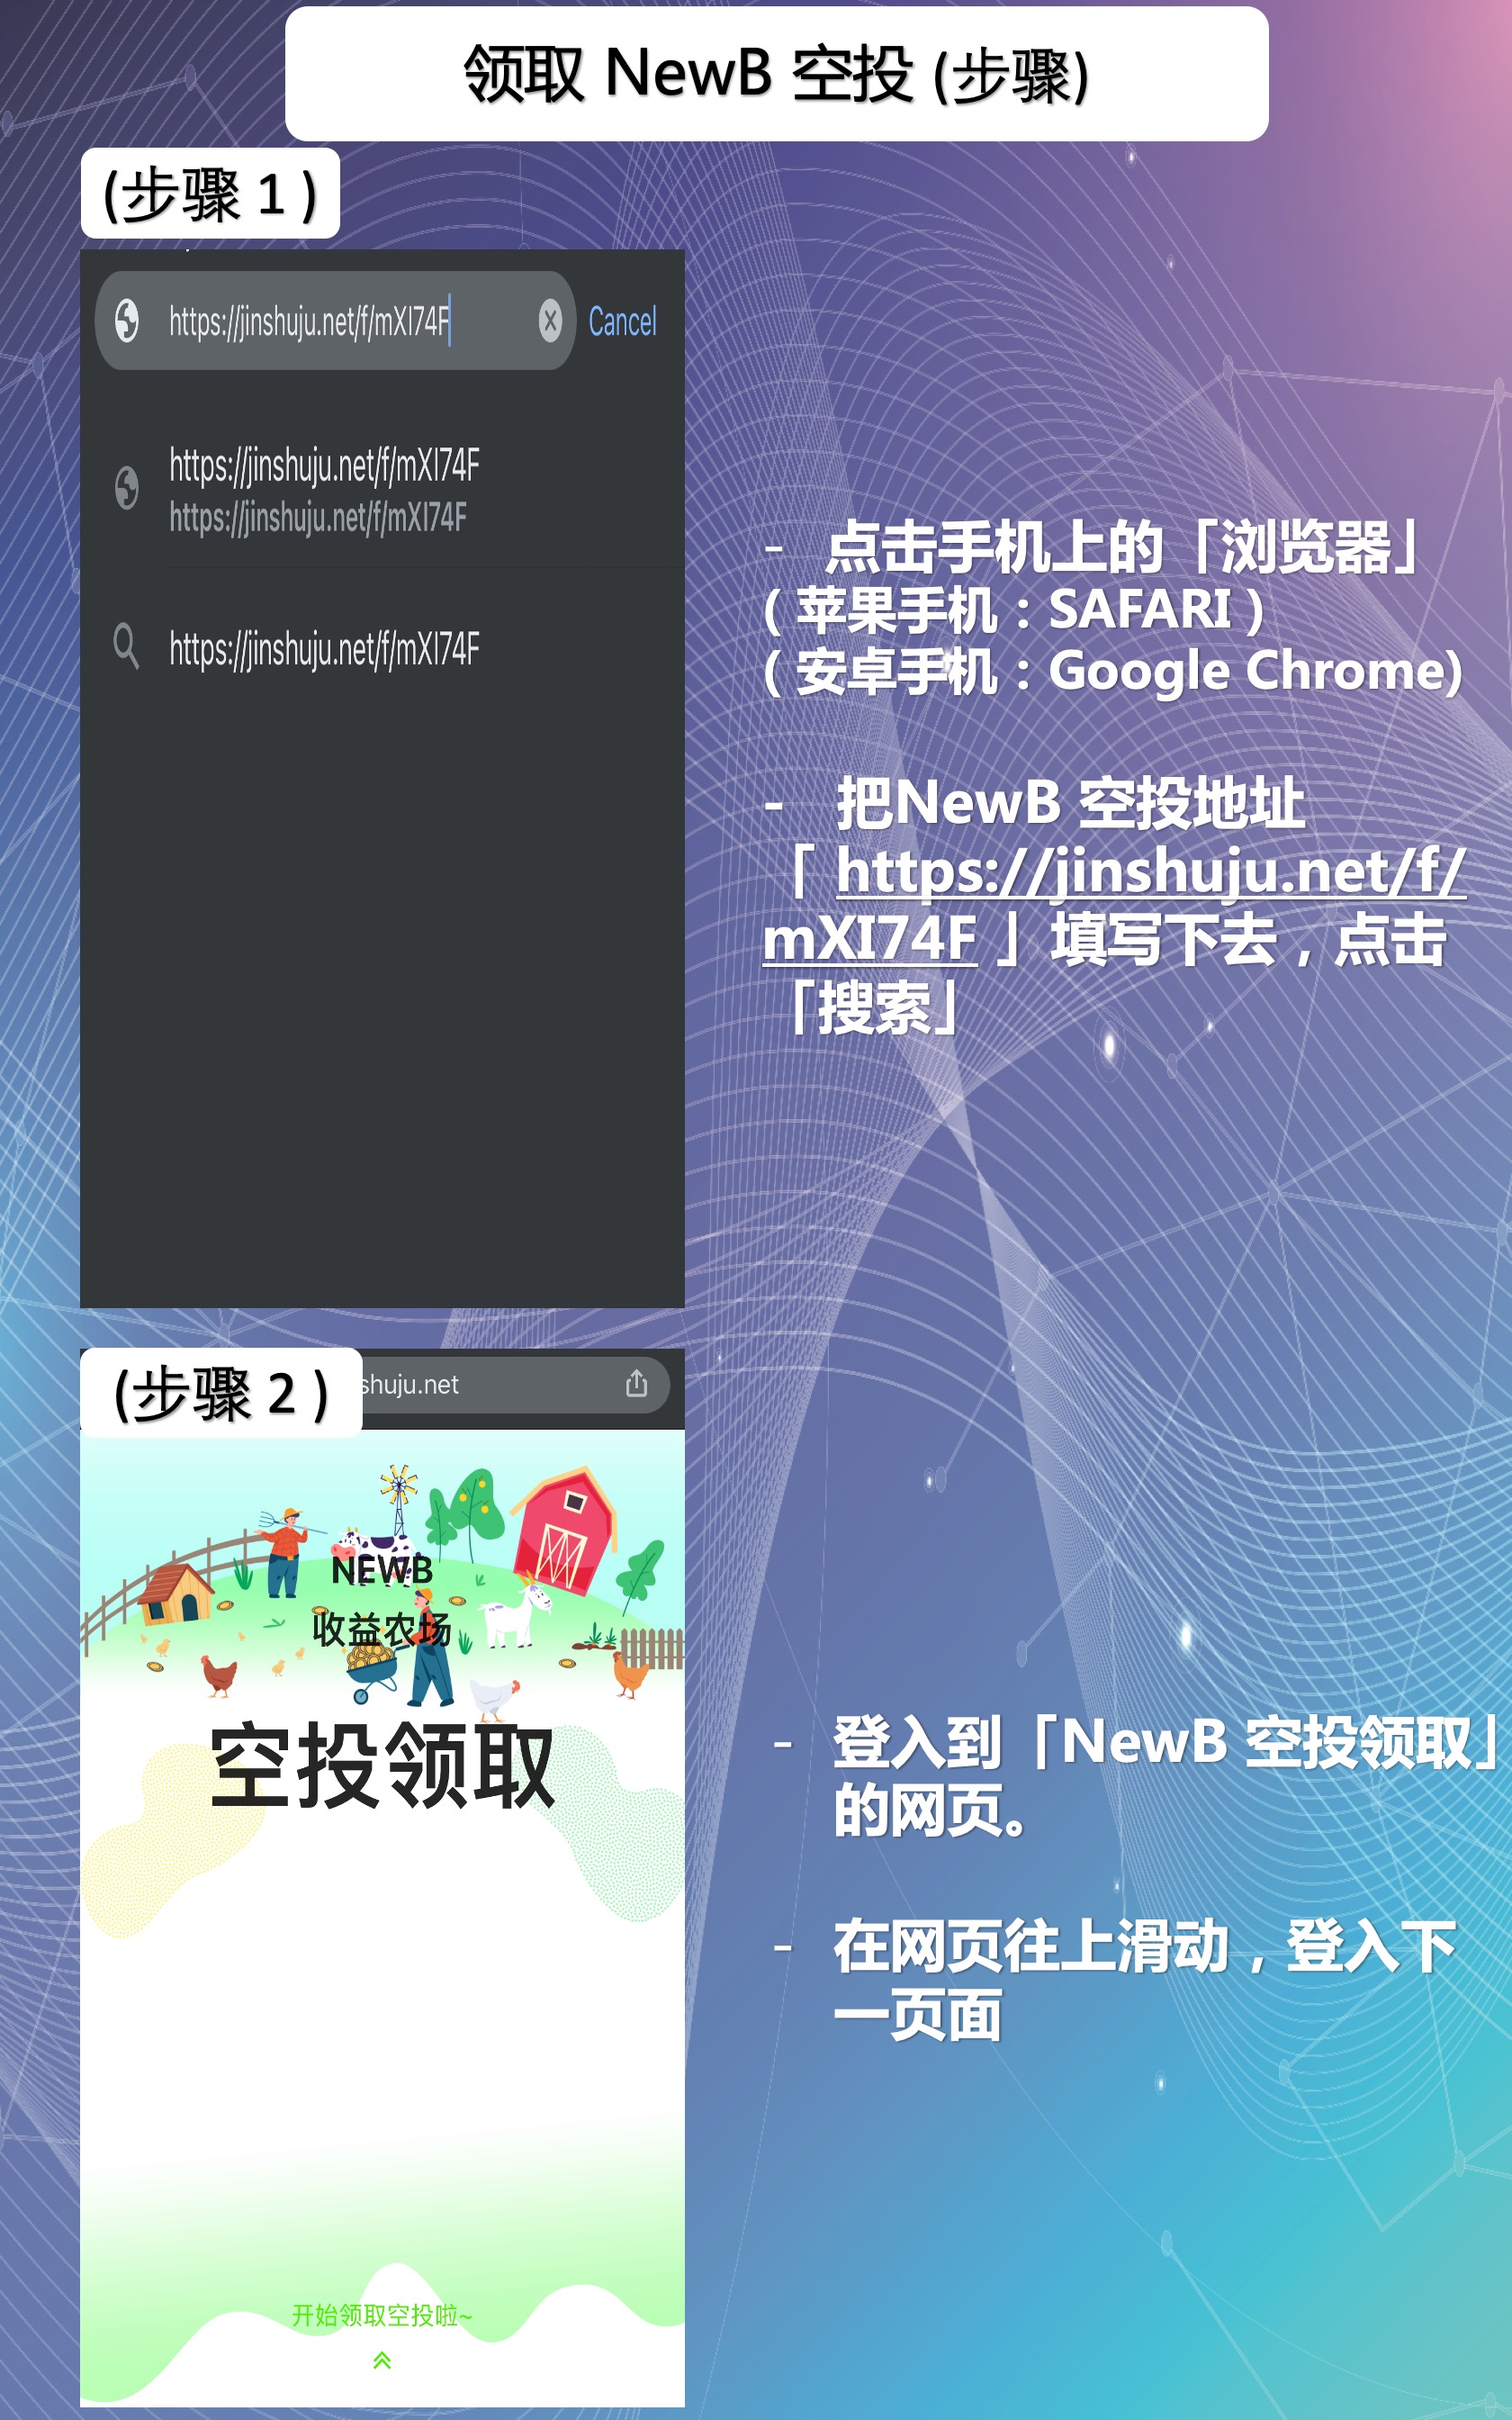 领取 NewB 空投 (步骤)
(步骤 1 )
https://jinshuju.net/f/mXI74F
Cancel
https://jinshuju.net/f/mXI74F
https://jinshuju.net/f/mXI74F
https://jinshuju.net/f/mXI74F
- 点击手机上的「浏览器」
( 苹果手机：SAFARI )
( 安卓手机：Google Chrome)
- 把NewB 空投地址
「 https://jinshuju.net/f/
mXI74F 」填写下去，点击
「搜索」
(步骤 2 )
shuju.net
NEWB
收益农场
空投领取
开始领取空投啦~
- 登入到「NewB 空投领取」
的网页。
- 在网页往上滑动，登入下
一页面